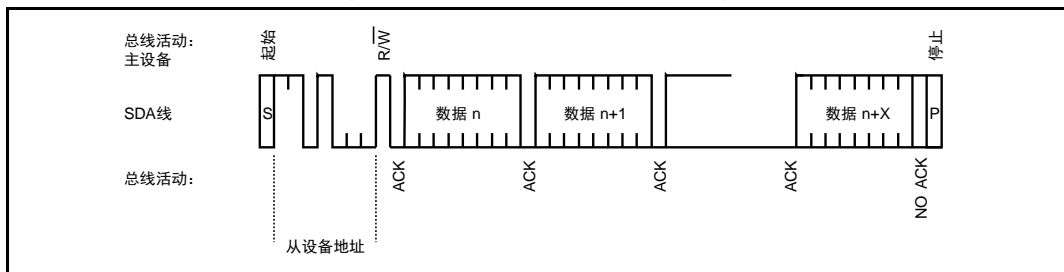 总线活动:
主设备
起始
R/W
停止
SDA线
S
数据 n
数据 n+1
数据 n+X
P
总线活动:
ACK
ACK
ACK
ACK
NO ACK
从设备地址